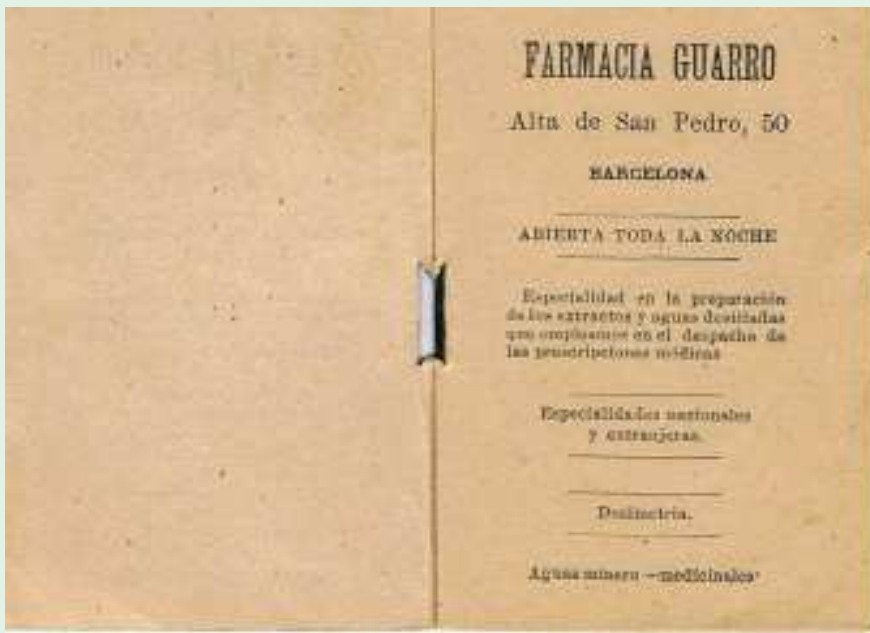 FARMACIA GUARRO
Alta de San Pedro, 50
BARCELONA
ABIERTA TODA LA NOCHE
Especialidad en la preparación
de los extractos y aguas destiladas
que empleamos en el despacho de
las prescripciones médicas
Especialidades nacionales
y extranjeras.
Dosimetría.
Aguas minero-medicinales